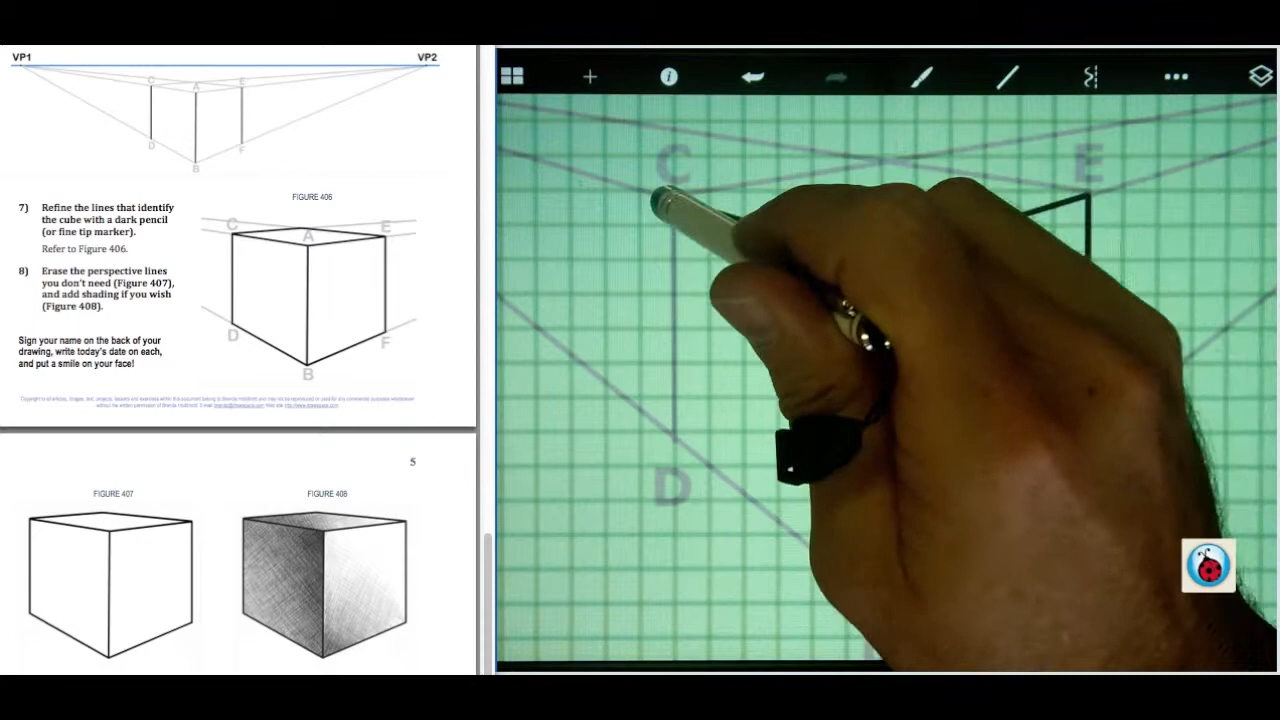 VP1
VP2
C
A
E
D
F
B
7) Refine the lines that identify
the cube with a dark pencil
(or fine tip marker).
Refer to Figure 406.
8) Erase the perspective lines
you don't need (Figure 407),
and add shading if you wish
(Figure 408).
Sign your name on the back of your
drawing, write today's date on each,
and put a smile on your face!
FIGURE 406
C
A
E
D
F
B
5
FIGURE 407
FIGURE 408
C
E
D